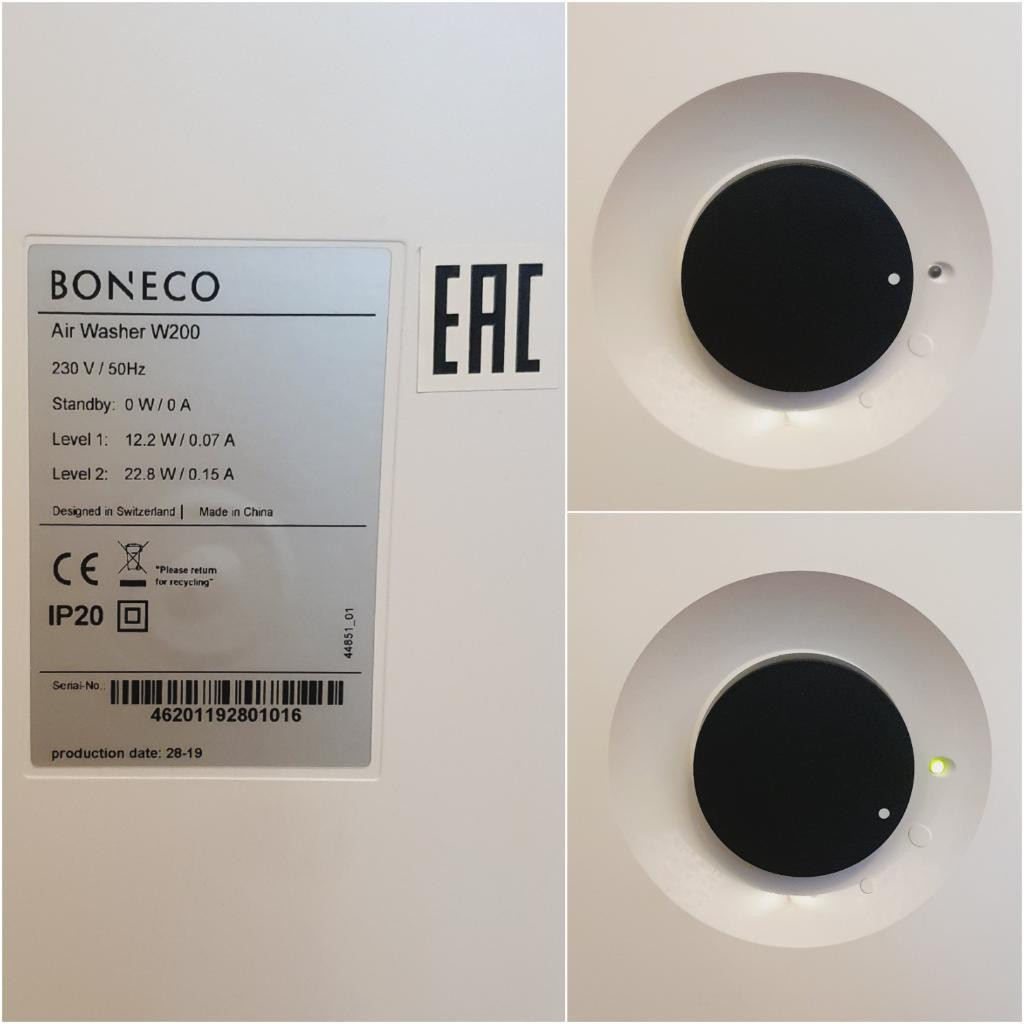 BONECO
Air Washer W200
230 V / 50Hz
Standby: 0 W / 0 A
Level 1: 12.2 W / 0.07 A
Level 2: 22.8 W / 0.15 A
Designed in Switzerland | Made in China
CE
"Please return
for recycling"
IP20
44851_01
Serial-No.:
46201192801016
production date: 28-19
EAC